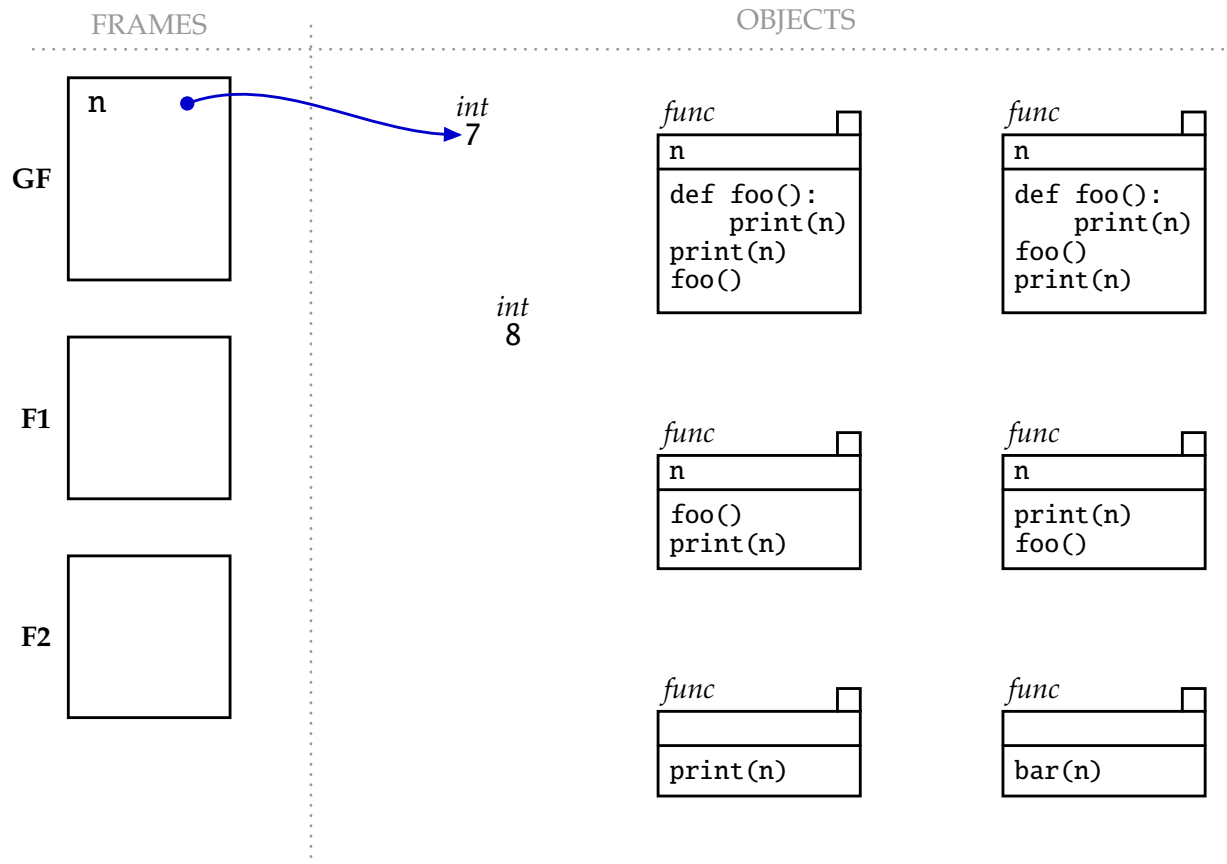 FRAMES
OBJECTS
GF
n
int
7
int
8
func
n
def foo():
    print(n)
print(n)
foo()
func
n
def foo():
    print(n)
foo()
print(n)
F1
func
n
foo()
print(n)
func
n
print(n)
foo()
F2
func
print(n)
func
bar(n)